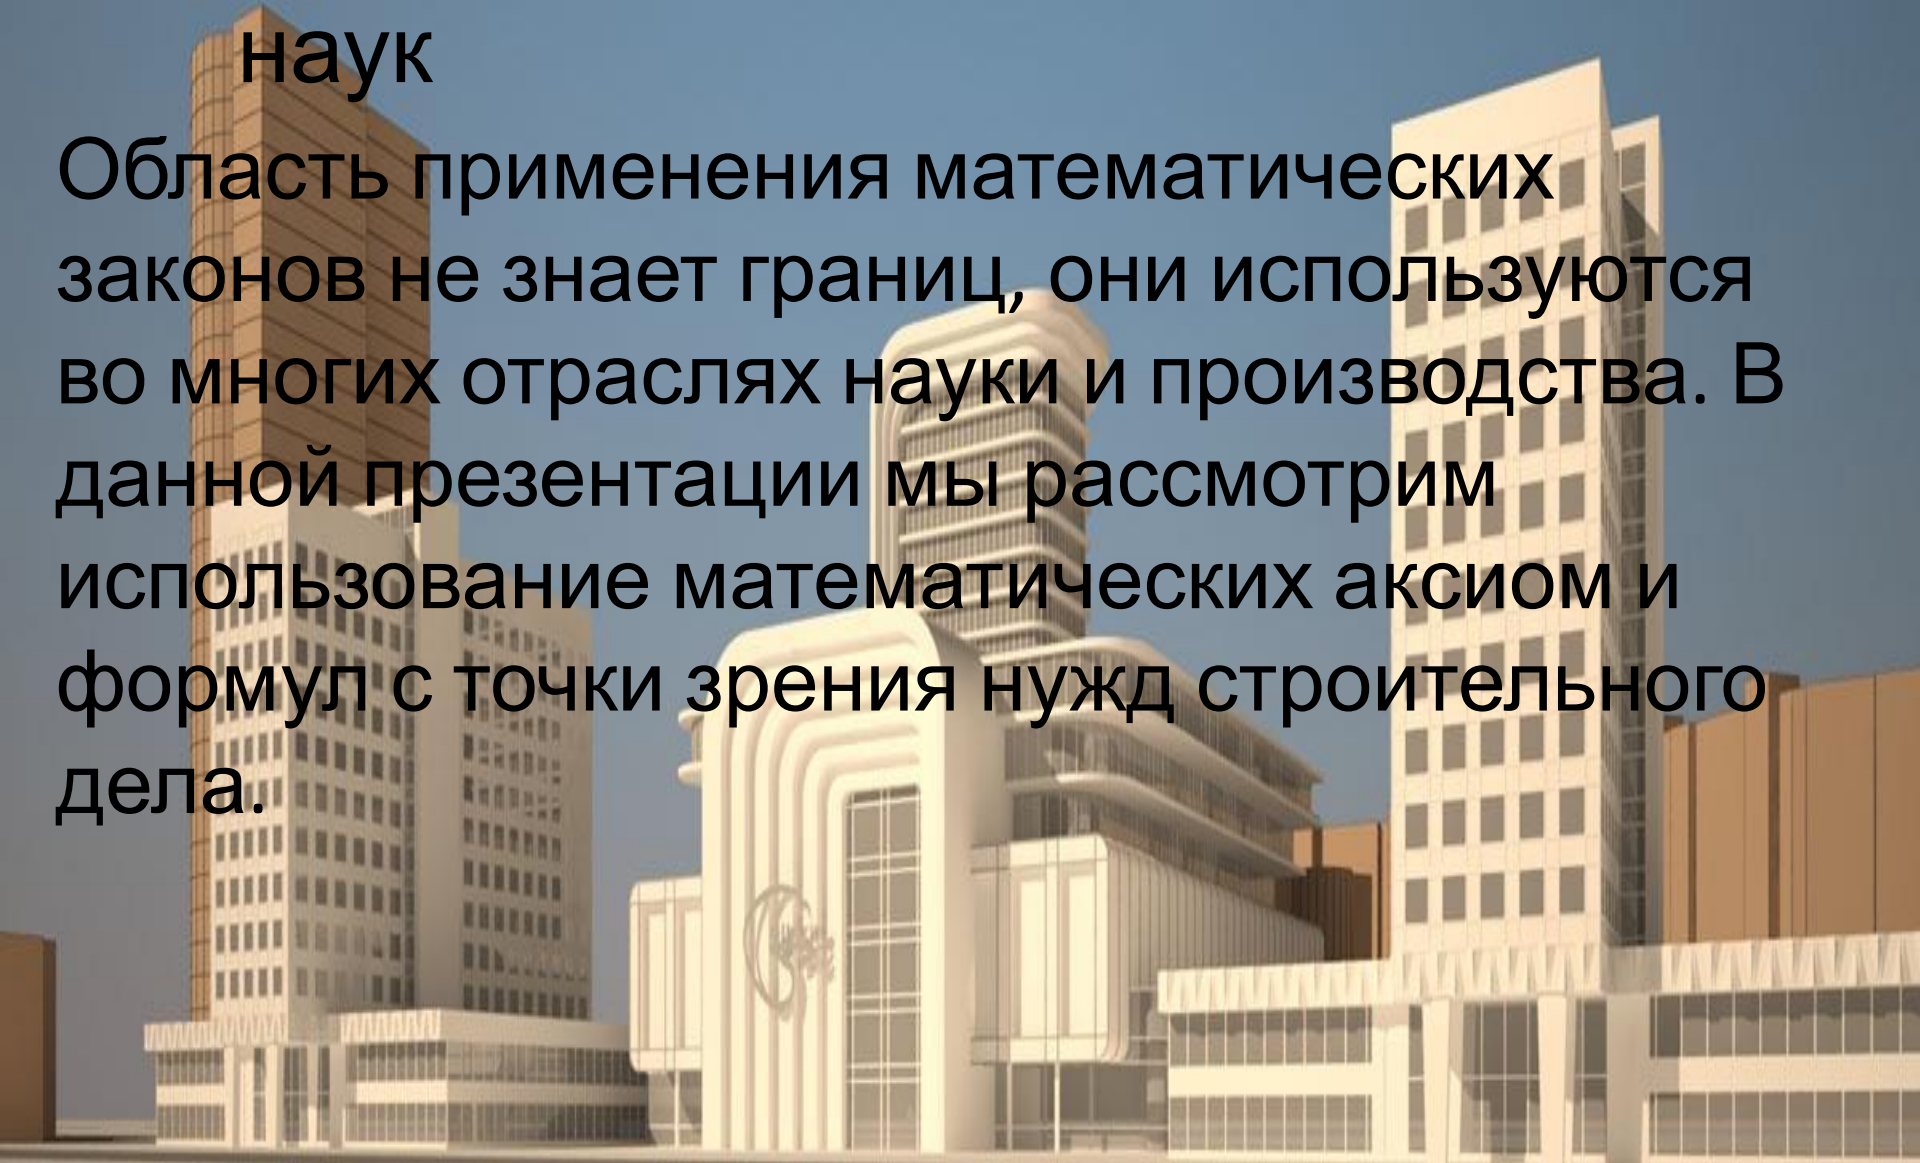 наук
Область применения математических
законов не знает границ, они используются
во многих отраслях науки и производства. В
данной презентации мы рассмотрим
использование математических аксиом и
формул с точки зрения нужд строительного
дела.